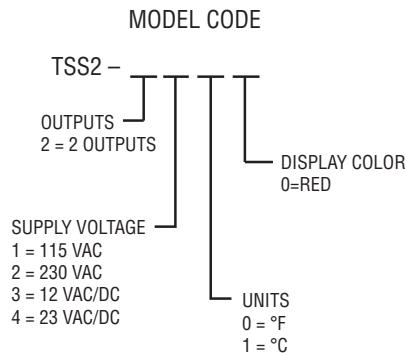 MODEL CODE
TSS2 –
OUTPUTS
2 = 2 OUTPUTS
DISPLAY COLOR
0=RED
SUPPLY VOLTAGE
1 = 115 VAC
2 = 230 VAC
3 = 12 VAC/DC
4 = 23 VAC/DC
UNITS
0 = °F
1 = °C